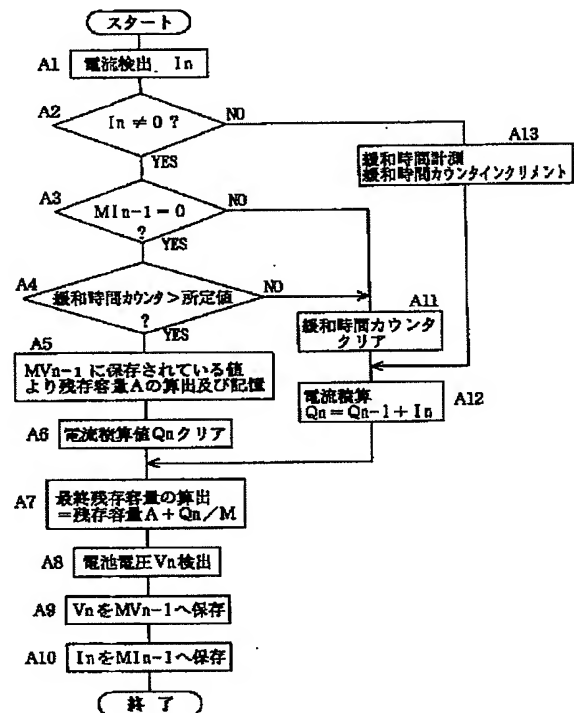 スタート
A1 電流検出 In
A2 In ≠ 0 ? NO
YES
A13
緩和時間計測
緩和時間カウンタインクリメント
A3 MIn-1 = 0 NO
?
YES
A4 緩和時間カウンタ > 所定値 NO
?
YES
A11
緩和時間カウンタ
クリア
A5
MVn-1 に保存されている値
より残存容量Aの算出及び記憶
電流積算
Qn = Qn-1 + In
A12
A6 電流積算値Qnクリア
A7 最終残存容量の算出
=残存容量A + Qn/M
A8 電池電圧Vn検出
A9 VnをMVn-1へ保存
A10 InをMIn-1へ保存
終了